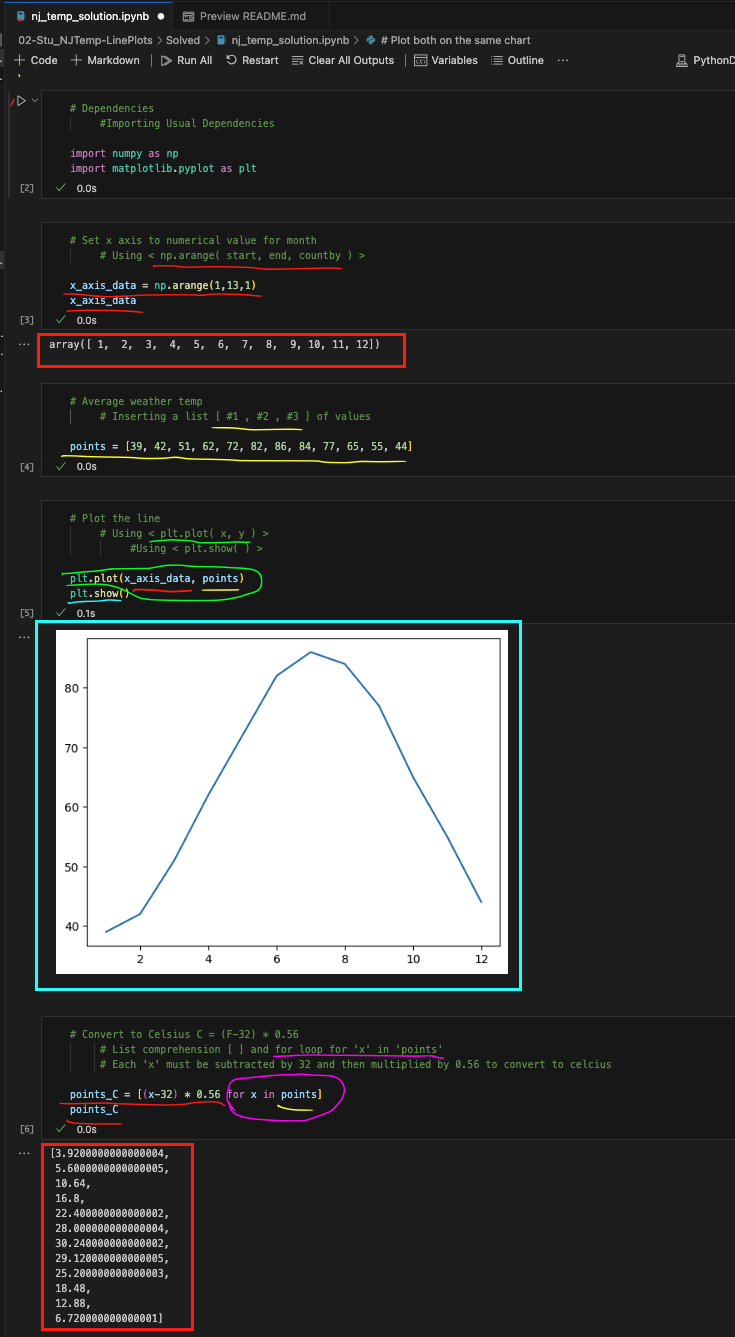 nj_temp_solution.ipynb ● Preview README.md
02-Stu_NJTemp-LinePlots > Solved > nj_temp_solution.ipynb > # Plot both on the same chart
+ Code + Markdown Run All Restart Clear All Outputs Variables Outline ... PythonD
# Dependencies
#Importing Usual Dependencies
import numpy as np
import matplotlib.pyplot as plt
[2] ✓ 0.0s
# Set x axis to numerical value for month
# Using < np.arange( start, end, countby ) >
x_axis_data = np.arange(1,13,1)
x_axis_data
[3] ✓ 0.0s
... array([ 1, 2, 3, 4, 5, 6, 7, 8, 9, 10, 11, 12])
# Average weather temp
# Inserting a list [ #1 , #2 , #3 ] of values
points = [39, 42, 51, 62, 72, 82, 86, 84, 77, 65, 55, 44]
[4] ✓ 0.0s
# Plot the line
# Using < plt.plot( x, y ) >
#Using < plt.show( ) >
plt.plot(x_axis_data, points)
plt.show()
[5] ✓ 0.1s
...
80
70
60
50
40
2 4 6 8 10 12
# Convert to Celsius C = (F-32) * 0.56
# List comprehension [ ] and for loop for 'x' in 'points'
# Each 'x' must be subtracted by 32 and then multiplied by 0.56 to convert to celcius
points_C = [(x-32) * 0.56 for x in points]
points_C
[6] ✓ 0.0s
... [3.9200000000000004,
5.6000000000000005,
10.64,
16.8,
22.400000000000002,
28.000000000000004,
30.240000000000002,
29.120000000000005,
25.200000000000003,
18.48,
12.88,
6.720000000000001]